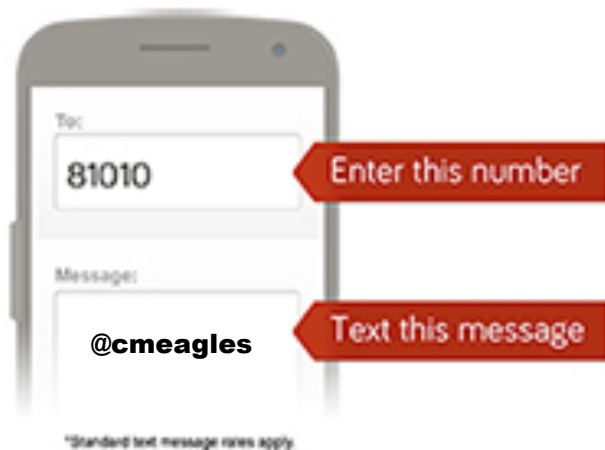 To:
81010
Enter this number
Message:
@cmeagles
Text this message
*Standard text message rates apply.